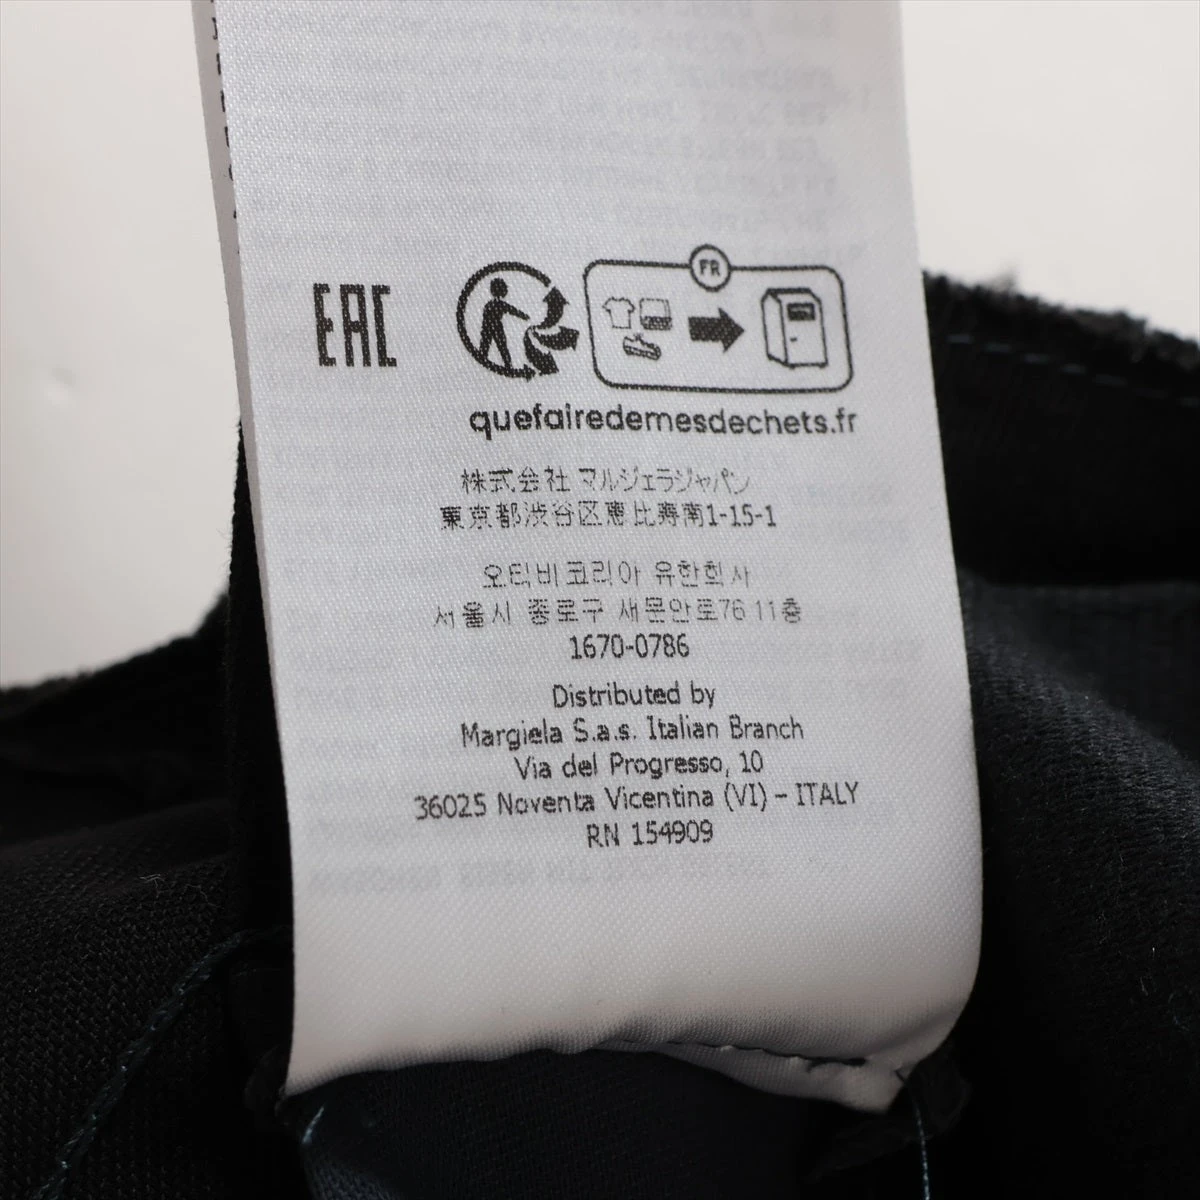 EAC
FR
quefairedemesdechets.fr
株式会社 マルジェラジャパン
東京都渋谷区恵比寿南1-15-1
오티비코리아 유한회사
서울시 종로구 새문안로76 11층
1670-0786
Distributed by
Margiela S.a.s. Italian Branch
Via del Progresso, 10
36025 Noventa Vicentina (VI) – ITALY
RN 154909